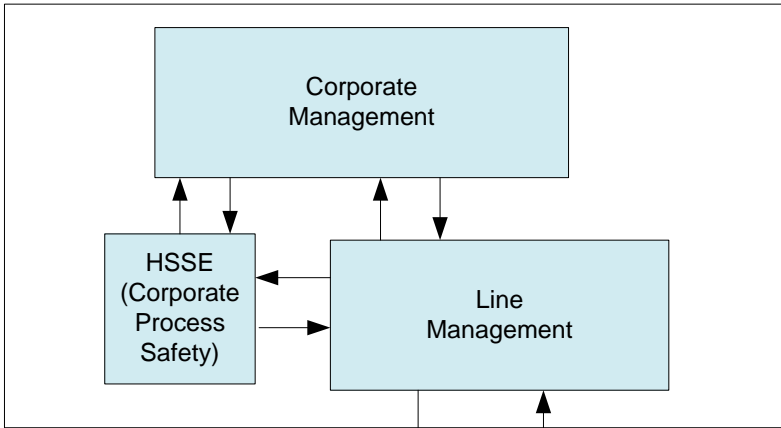 Corporate
Management
HSSE
(Corporate
Process
Safety)
Line
Management